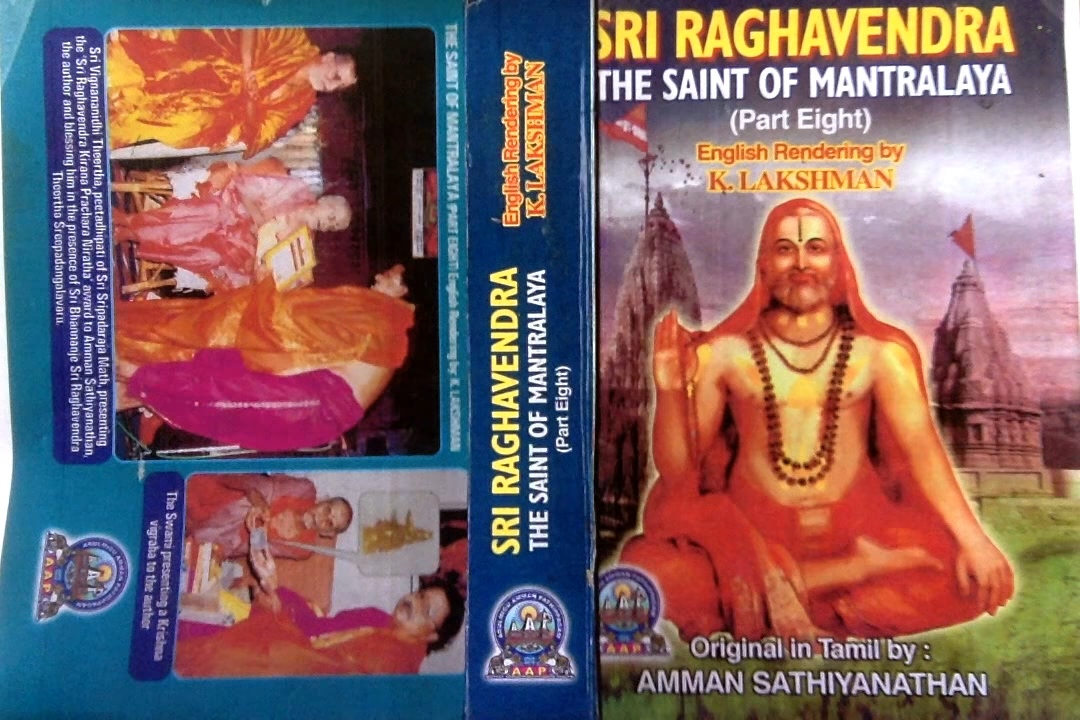 SRI RAGHAVENDRA
THE SAINT OF MANTRALAYA
(Part Eight)
English Rendering by
K. LAKSHMAN
Original in Tamil by :
AMMAN SATHIYANATHAN
SRI RAGHAVENDRA
THE SAINT OF MANTRALAYA
(Part Eight)
English Rendering by
K. LAKSHMAN
AAP
THE SAINT OF MANTRALAYA (PART EIGHT) English Rendering by K. LAKSHMAN
Sri Vignananidhi Theertha, peetadhipati of Sri Sripadaraja Math, presenting
the 'Sri Raghavendra Kirana Prachara Niratha' award to Amman Sathiyanathan,
the author and blessing him in the presence of Sri Bhannanje Sri Raghavendra
Theertha Sreepadangalavaru.
The Swami presenting a Krishna
vigraha to the author
AAP
AAP